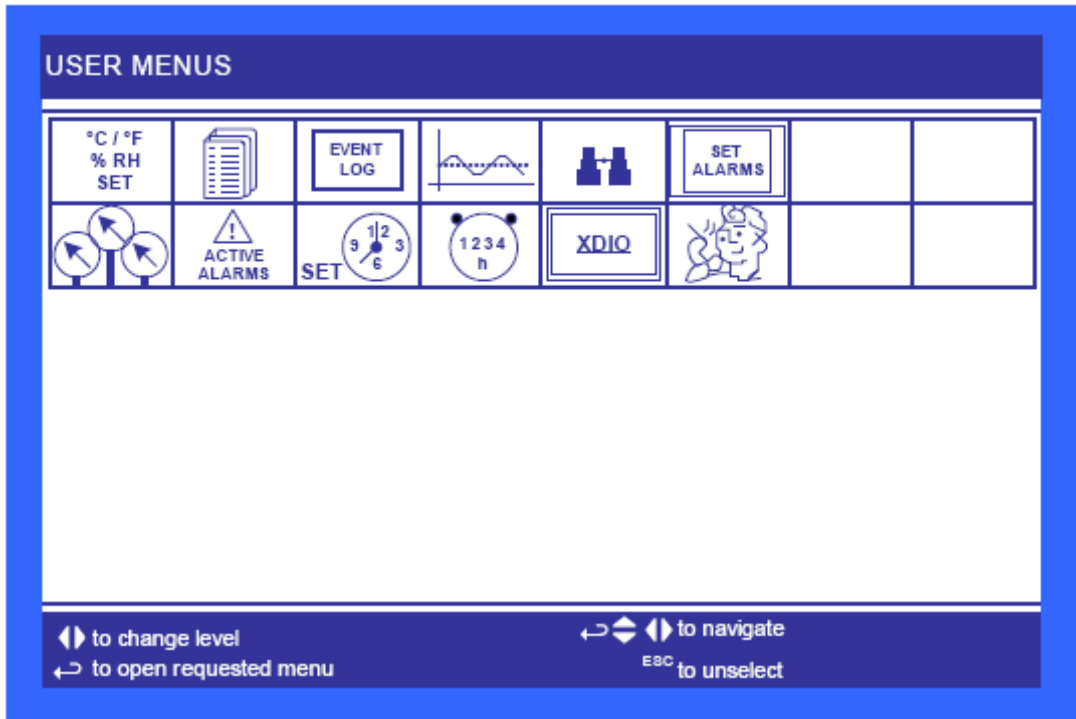 USER MENUS
°C / °F
% RH
SET
EVENT
LOG
SET
ALARMS
ACTIVE
ALARMS
SET
12
9 3
6
1234
h
XDIO
to change level
to navigate
to open requested menu
ESC to unselect